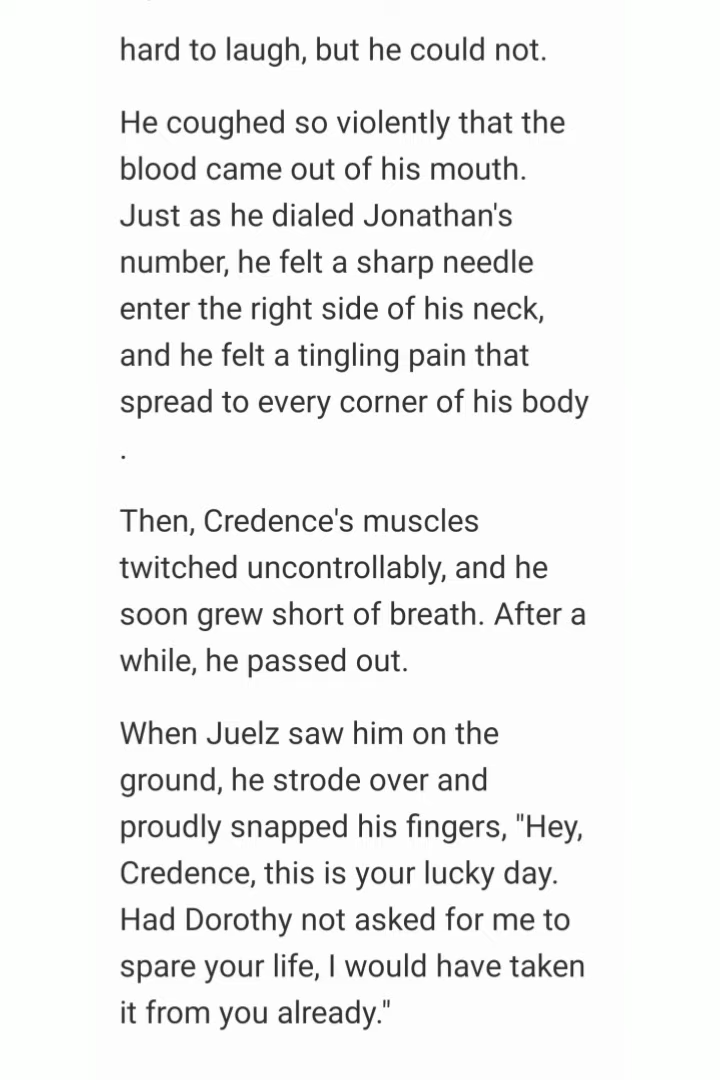 hard to laugh, but he could not.
He coughed so violently that the
blood came out of his mouth.
Just as he dialed Jonathan's
number, he felt a sharp needle
enter the right side of his neck,
and he felt a tingling pain that
spread to every corner of his body
.
Then, Credence's muscles
twitched uncontrollably, and he
soon grew short of breath. After a
while, he passed out.
When Juelz saw him on the
ground, he strode over and
proudly snapped his fingers, "Hey,
Credence, this is your lucky day.
Had Dorothy not asked for me to
spare your life, I would have taken
it from you already."